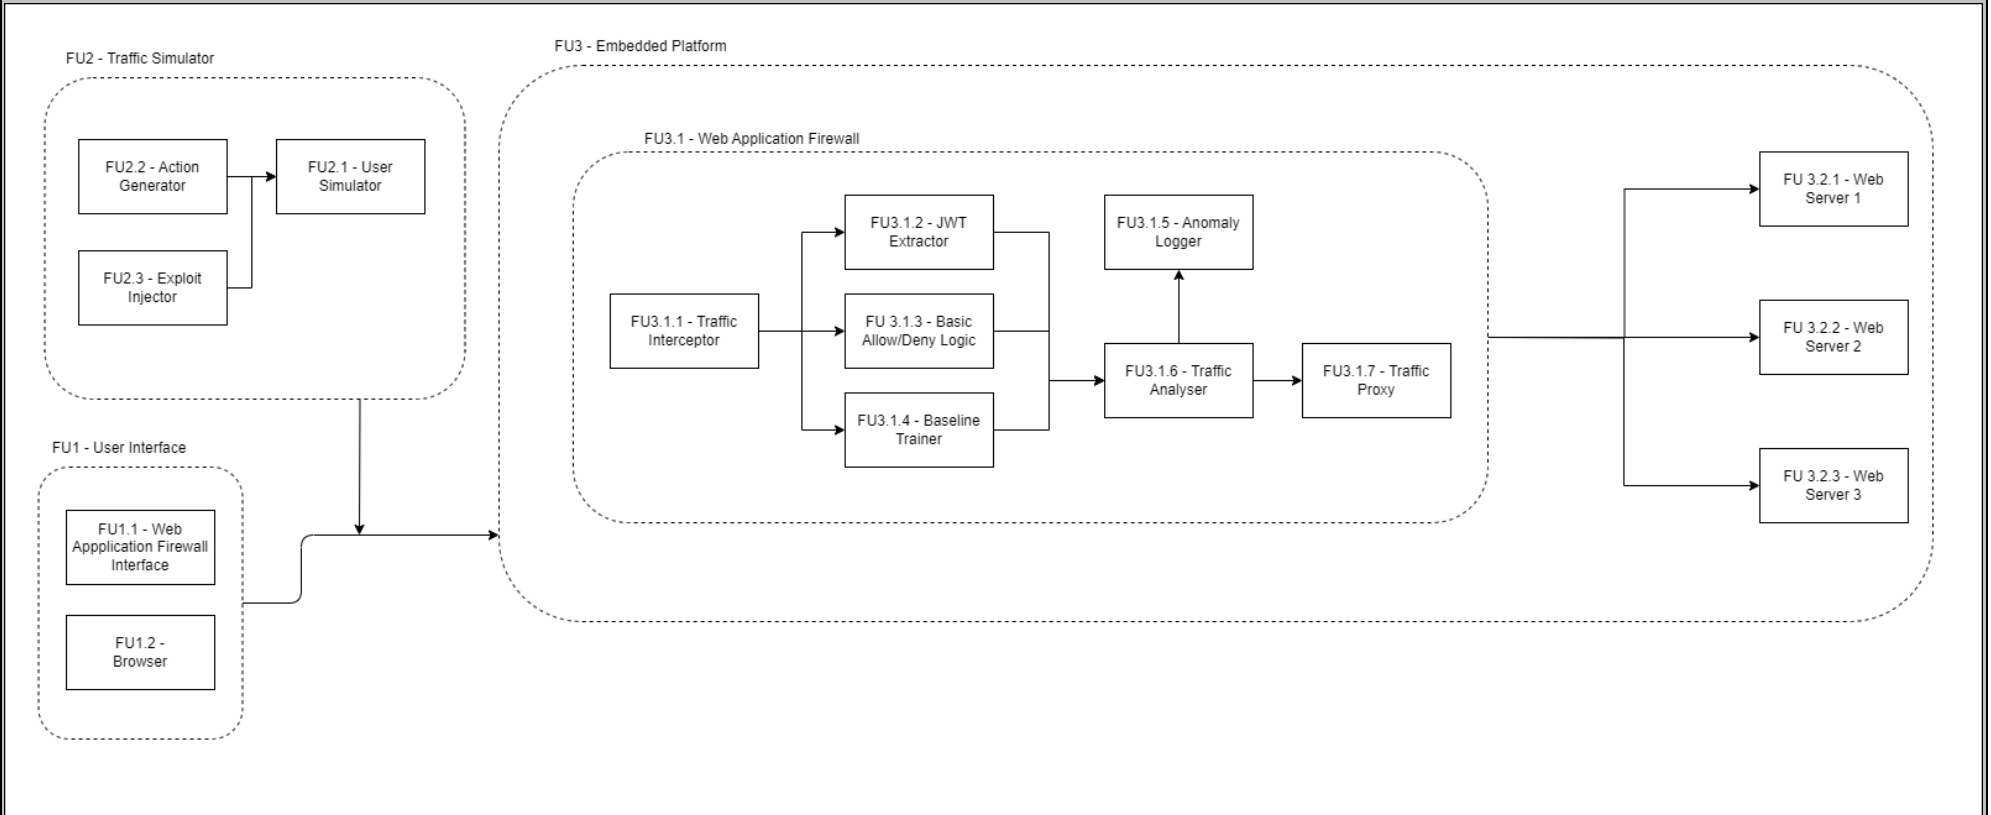 FU2 - Traffic Simulator
FU2.2 - Action
Generator
FU2.1 - User
Simulator
FU2.3 - Exploit
Injector
FU1 - User Interface
FU1.1 - Web
Appplication Firewall
Interface
FU1.2 -
Browser
FU3 - Embedded Platform
FU3.1 - Web Application Firewall
FU3.1.1 - Traffic
Interceptor
FU3.1.2 - JWT
Extractor
FU 3.1.3 - Basic
Allow/Deny Logic
FU3.1.4 - Baseline
Trainer
FU3.1.5 - Anomaly
Logger
FU3.1.6 - Traffic
Analyser
FU3.1.7 - Traffic
Proxy
FU 3.2.1 - Web
Server 1
FU 3.2.2 - Web
Server 2
FU 3.2.3 - Web
Server 3